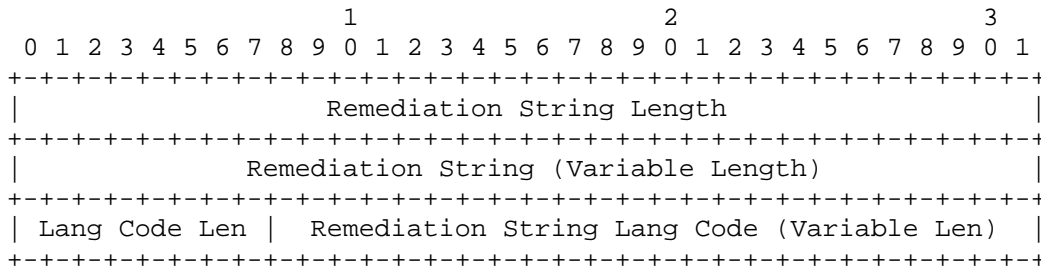 1                   2                   3
 0 1 2 3 4 5 6 7 8 9 0 1 2 3 4 5 6 7 8 9 0 1 2 3 4 5 6 7 8 9 0 1
+-+-+-+-+-+-+-+-+-+-+-+-+-+-+-+-+-+-+-+-+-+-+-+-+-+-+-+-+-+-+-+-+
|                   Remediation String Length                   |
+-+-+-+-+-+-+-+-+-+-+-+-+-+-+-+-+-+-+-+-+-+-+-+-+-+-+-+-+-+-+-+-+
|              Remediation String (Variable Length)             |
+-+-+-+-+-+-+-+-+-+-+-+-+-+-+-+-+-+-+-+-+-+-+-+-+-+-+-+-+-+-+-+-+
| Lang Code Len |  Remediation String Lang Code (Variable Len)  |
+-+-+-+-+-+-+-+-+-+-+-+-+-+-+-+-+-+-+-+-+-+-+-+-+-+-+-+-+-+-+-+-+